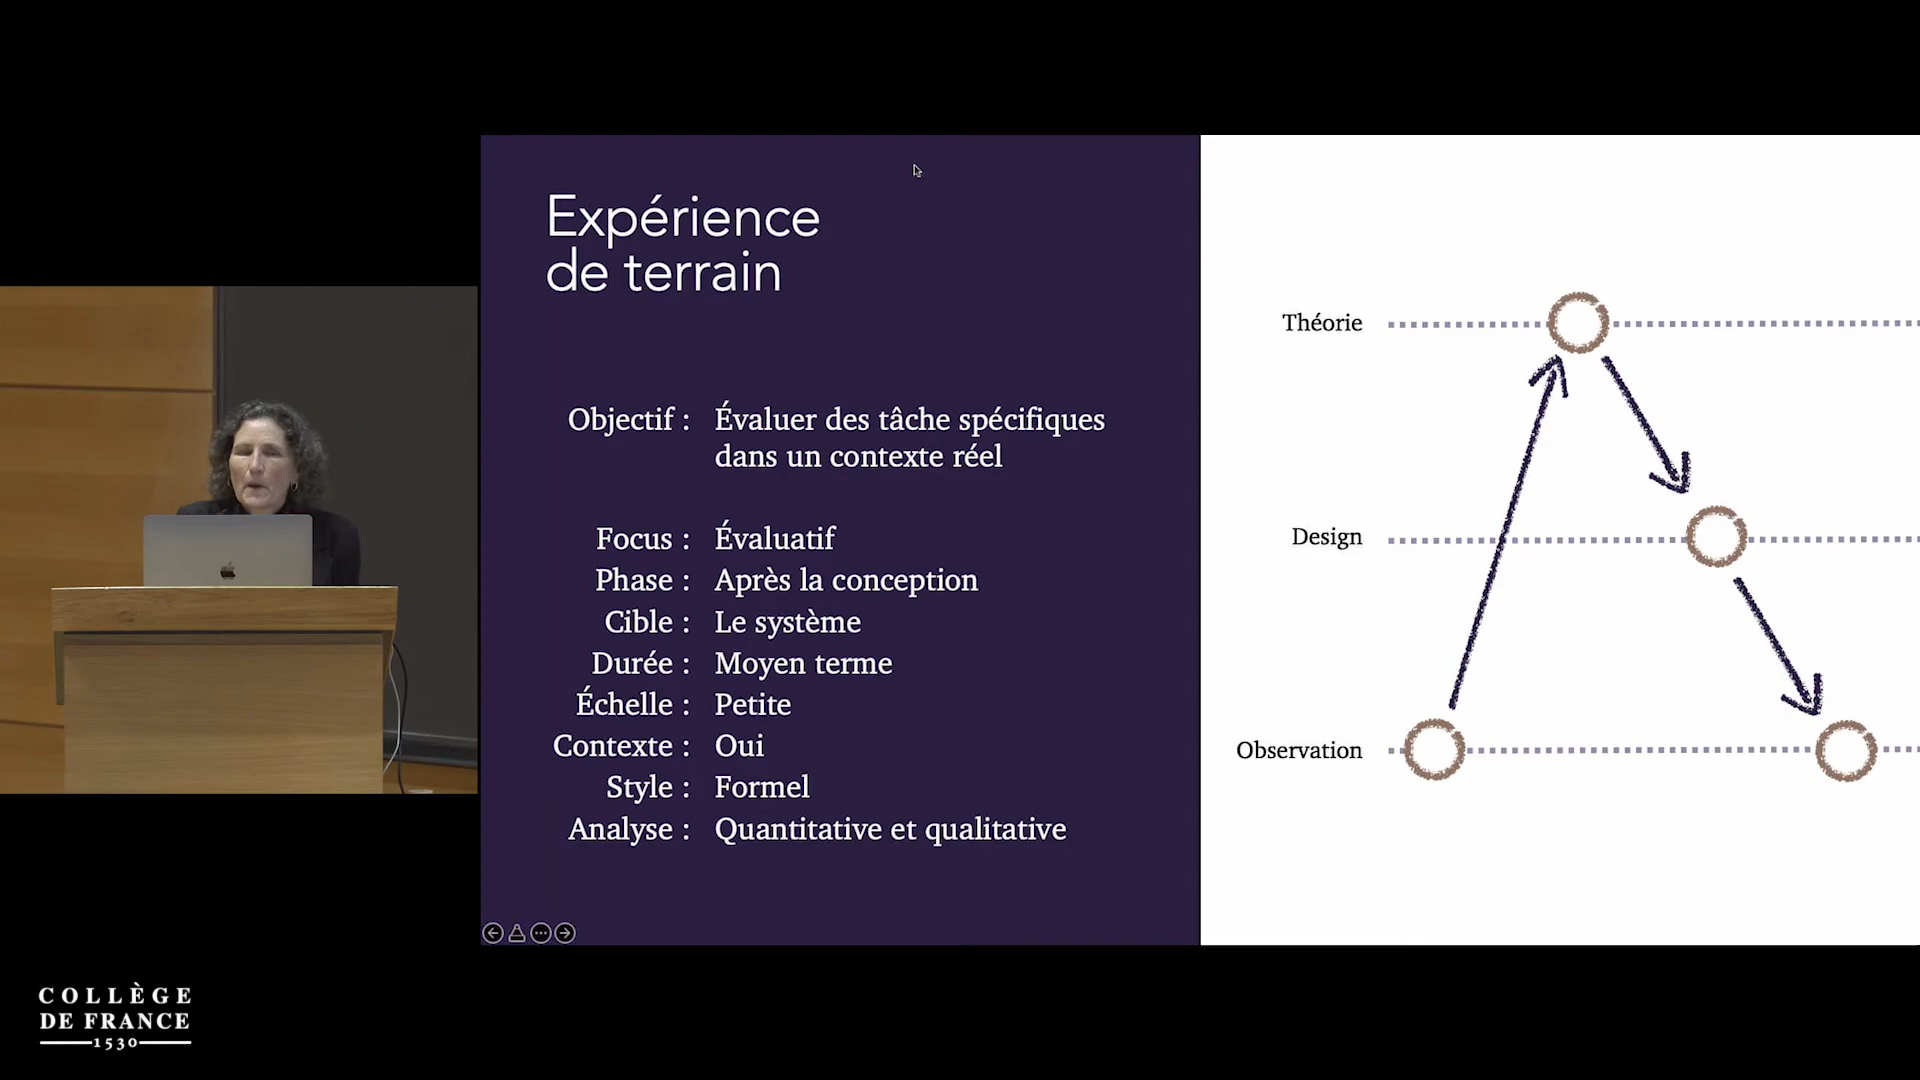 Expérience
de terrain
Objectif : Évaluer des tâche spécifiques
dans un contexte réel
Focus : Évaluatif
Phase : Après la conception
Cible : Le système
Durée : Moyen terme
Échelle : Petite
Contexte : Oui
Style : Formel
Analyse : Quantitative et qualitative
Théorie
Design
Observation
COLLÈGE
DE FRANCE
1530